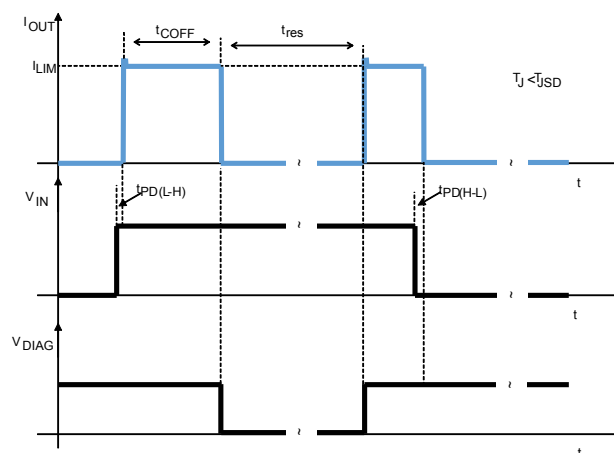 IOUT
tCOFF
tres
ILIM
TJ <TJSD
~
~
t
VIN
tPD(L-H)
tPD(H-L)
~
~
t
VDIAG
~
~
t